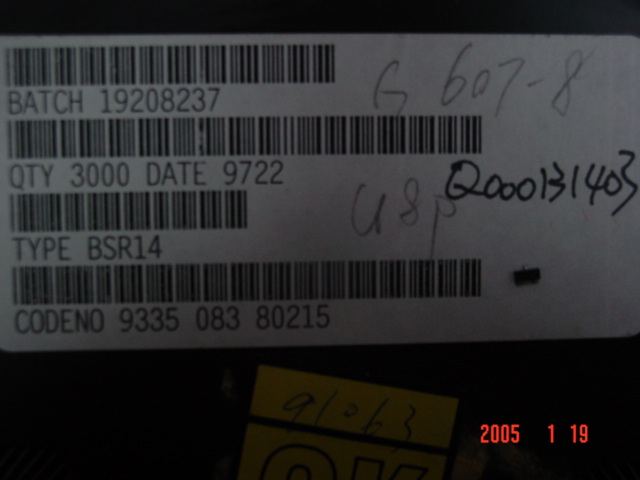 BATCH 19208237
G 607-8
QTY 3000 DATE 9722
Q000131403
U8P
TYPE BSR14
CODENO 9335 083 80215
91063
OK
2005 1 19